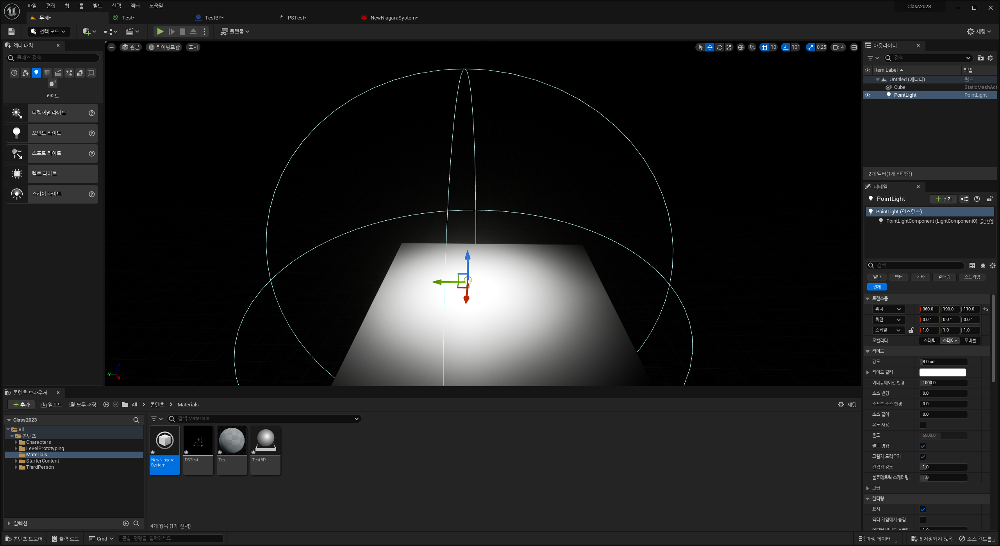 파일 편집 창 툴 빌드 선택 액터 도움말
Class2023
무제*
Test*
TestBP*
PSTest*
NewNiagaraSystem*
선택 모드
플랫폼
세팅
액터 배치
클래스 검색
라이트
디렉셔널 라이트
포인트 라이트
스포트 라이트
렉트 라이트
스카이 라이트
원근
라이팅포함
표시
10
10°
0.25
4
Z
Y
X
아웃라이너
검색...
Item Label
타입
Untitled (에디터)
월드
Cube
StaticMeshAct
PointLight
PointLight
2개 액터(1개 선택됨)
디테일
PointLight
추가
PointLight (인스턴스)
PointLightComponent (LightComponent0)
C++에
검색
일반
액터
기타
렌더링
스트리밍
전체
트랜스폼
위치
360.0
190.0
110.0
회전
0.0 °
0.0 °
0.0 °
스케일
1.0
1.0
1.0
모빌리티
스태틱
스테이
무버블
라이트
강도
8.0 cd
라이트 컬러
어테뉴에이션 반경
1000.0
소스 반경
0.0
소프트 소스 반경
0.0
소스 길이
0.0
온도 사용
온도
6500.0
월드 영향
그림자 드리우기
간접광 강도
1.0
볼류메트릭 스캐터링...
1.0
고급
렌더링
표시
액터 게임에서 숨김
1.0
콘텐츠 브라우저
추가
임포트
모두 저장
All
콘텐츠
Materials
세팅
Class2023
All
콘텐츠
Characters
LevelPrototyping
Materials
StarterContent
ThirdPerson
컬렉션
검색 Materials
NewNiagara
System
PSTest
Test
TestBP
4개 항목 (1개 선택)
콘텐츠 드로어
출력 로그
Cmd
콘솔 명령을 입력하세요.
파생 데이터
5 저장되지 않음
소스 컨트롤